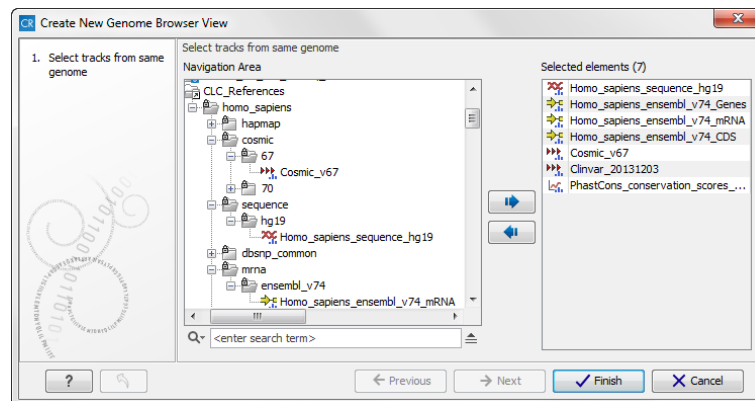 CR Create New Genome Browser View
1. Select tracks from same
genome
Select tracks from same genome
Navigation Area
CLC_References
homo_sapiens
hapmap
cosmic
67
Cosmic_v67
70
sequence
hg19
Homo_sapiens_sequence_hg19
dbsnp_common
mrna
ensembl_v74
Homo_sapiens_ensembl_v74_mRNA
<enter search term>
Selected elements (7)
Homo_sapiens_sequence_hg19
Homo_sapiens_ensembl_v74_Genes
Homo_sapiens_ensembl_v74_mRNA
Homo_sapiens_ensembl_v74_CDS
Cosmic_v67
Clinvar_20131203
PhastCons_conservation_scores_...
? Previous Next Finish Cancel